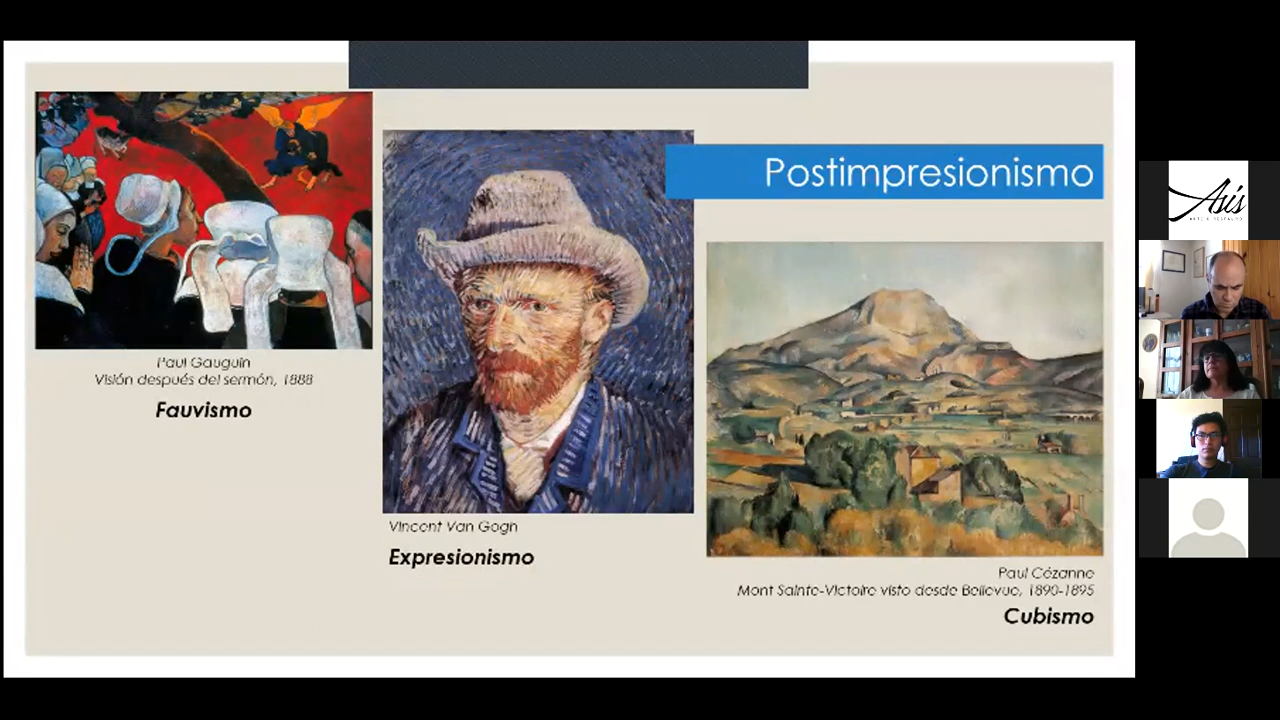 Postimpresionismo
Paul Gauguin
Visión después del sermón, 1888
Fauvismo
Vincent Van Gogh
Expresionismo
Paul Cézanne
Mont Sainte-Victoire visto desde Bellevue, 1890-1895
Cubismo
Asís